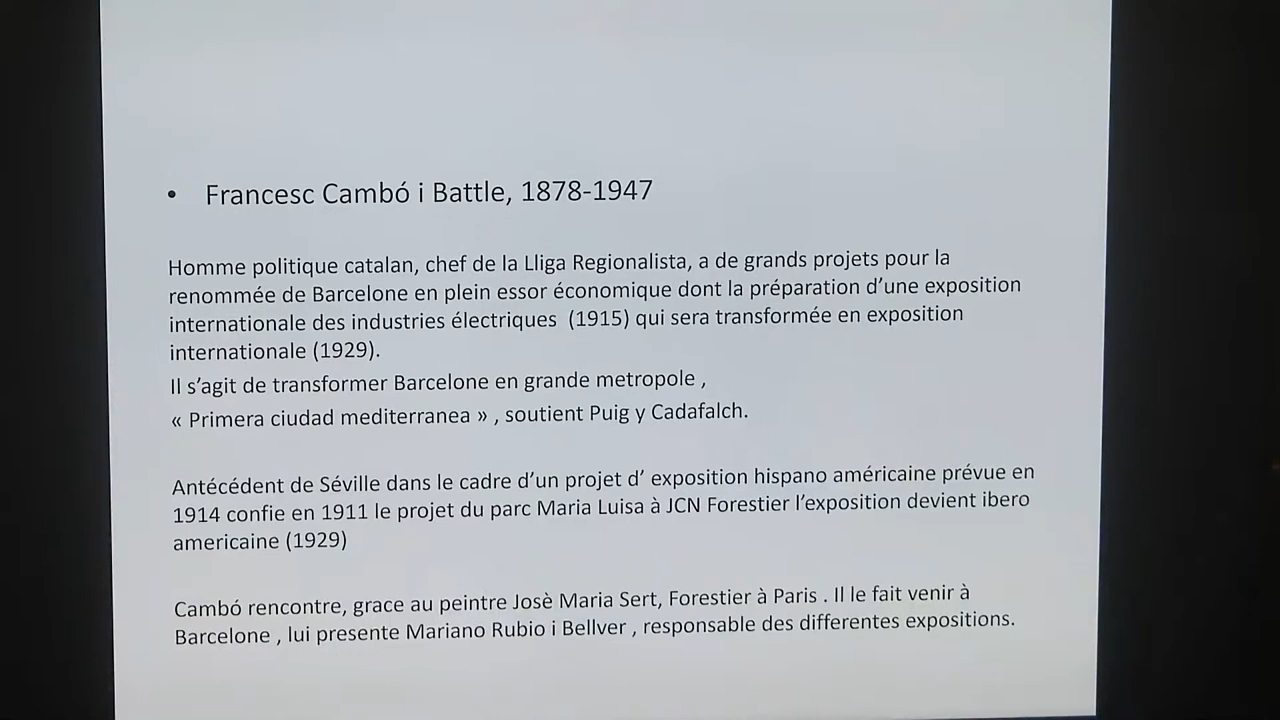 • Francesc Cambó i Battle, 1878-1947
Homme politique catalan, chef de la Lliga Regionalista, a de grands projets pour la
renommée de Barcelone en plein essor économique dont la préparation d’une exposition
internationale des industries électriques (1915) qui sera transformée en exposition
internationale (1929).
Il s’agit de transformer Barcelone en grande metropole ,
« Primera ciudad mediterranea » , soutient Puig y Cadafalch.
Antécédent de Séville dans le cadre d’un projet d’ exposition hispano américaine prévue en
1914 confie en 1911 le projet du parc Maria Luisa à JCN Forestier l’exposition devient ibero
americaine (1929)
Cambó rencontre, grace au peintre Josè Maria Sert, Forestier à Paris . Il le fait venir à
Barcelone , lui presente Mariano Rubio i Bellver , responsable des differentes expositions.